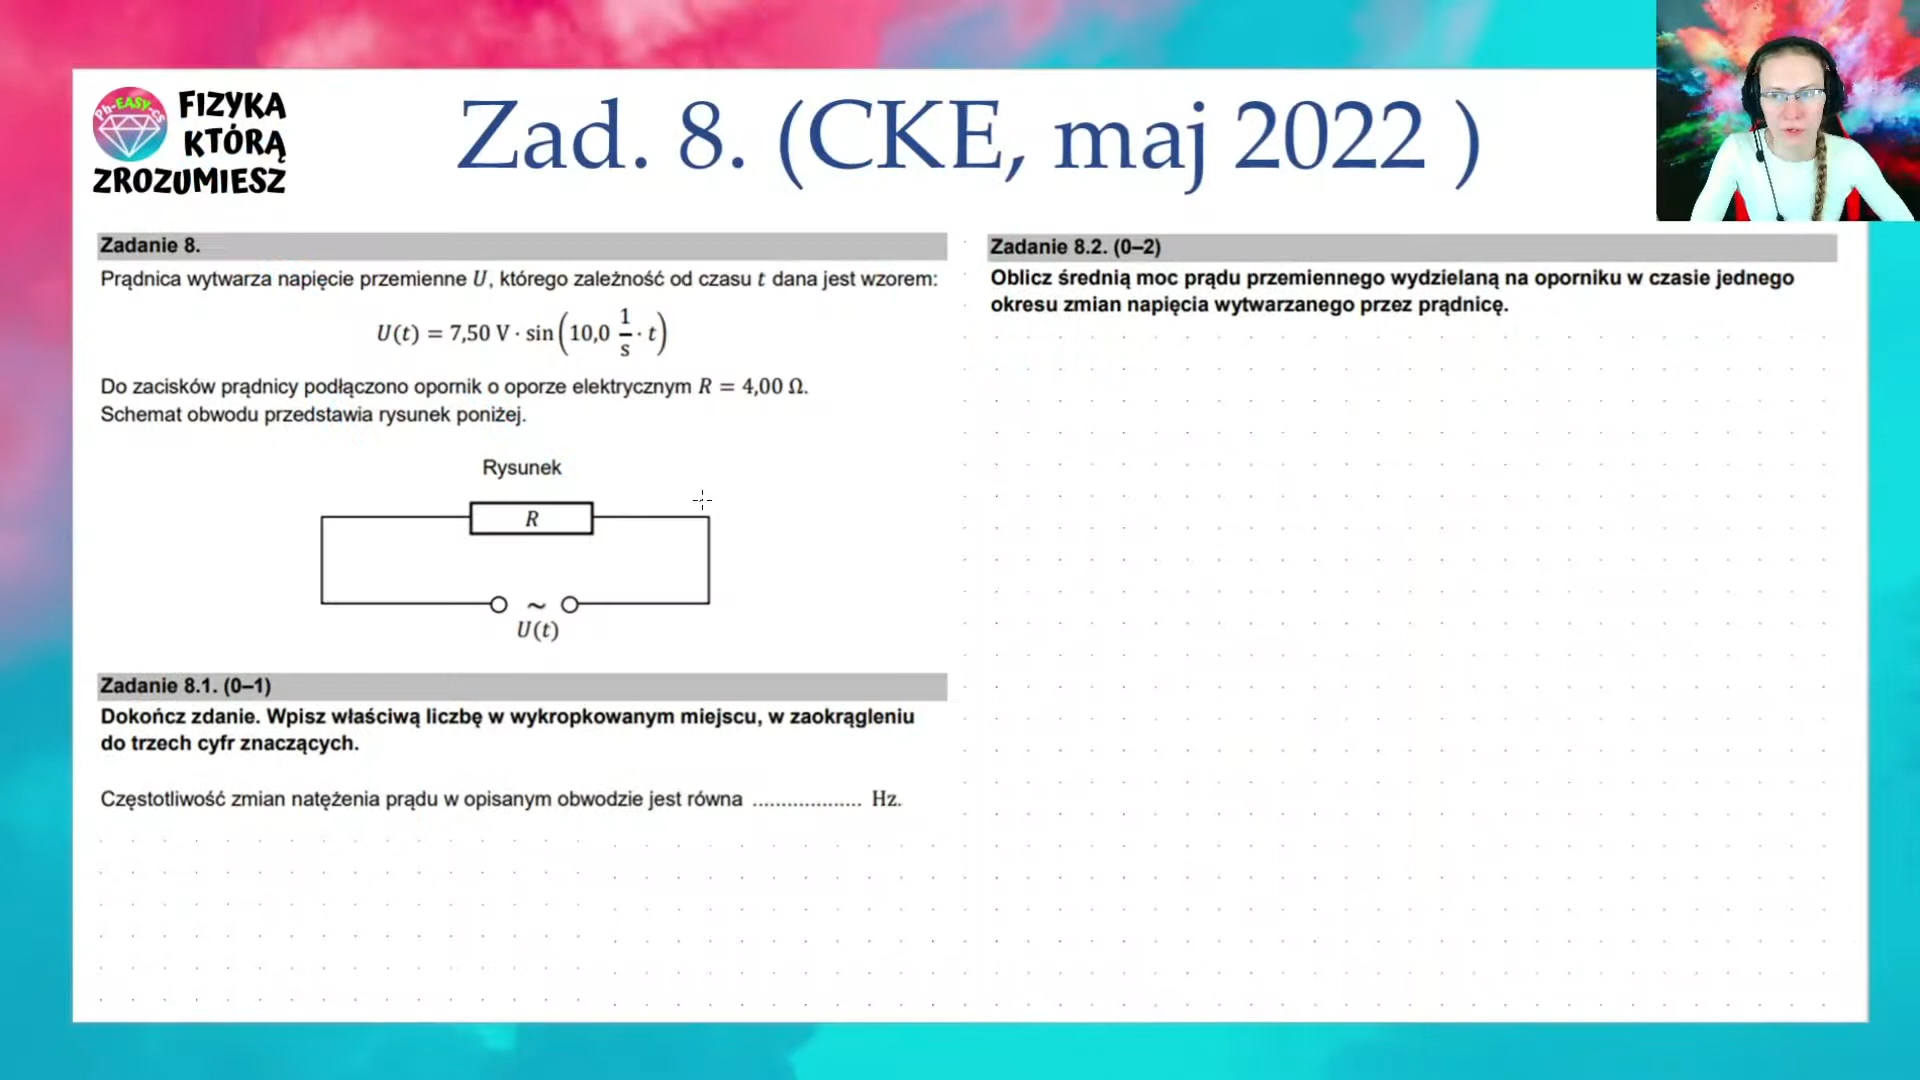 Ph-EASY-cs
FIZYKA
KTÓRĄ
ZROZUMIESZ
Zad. 8. (CKE, maj 2022 )
Zadanie 8.
Prądnica wytwarza napięcie przemienne U, którego zależność od czasu t dana jest wzorem:
U(t) = 7,50 V · sin(10,0 1/s · t)
Do zacisków prądnicy podłączono opornik o oporze elektrycznym R = 4,00 Ω.
Schemat obwodu przedstawia rysunek poniżej.
Rysunek
R
~
U(t)
Zadanie 8.1. (0–1)
Dokończ zdanie. Wpisz właściwą liczbę w wykropkowanym miejscu, w zaokrągleniu
do trzech cyfr znaczących.
Częstotliwość zmian natężenia prądu w opisanym obwodzie jest równa ................... Hz.
Zadanie 8.2. (0–2)
Oblicz średnią moc prądu przemiennego wydzielaną na oporniku w czasie jednego
okresu zmian napięcia wytwarzanego przez prądnicę.